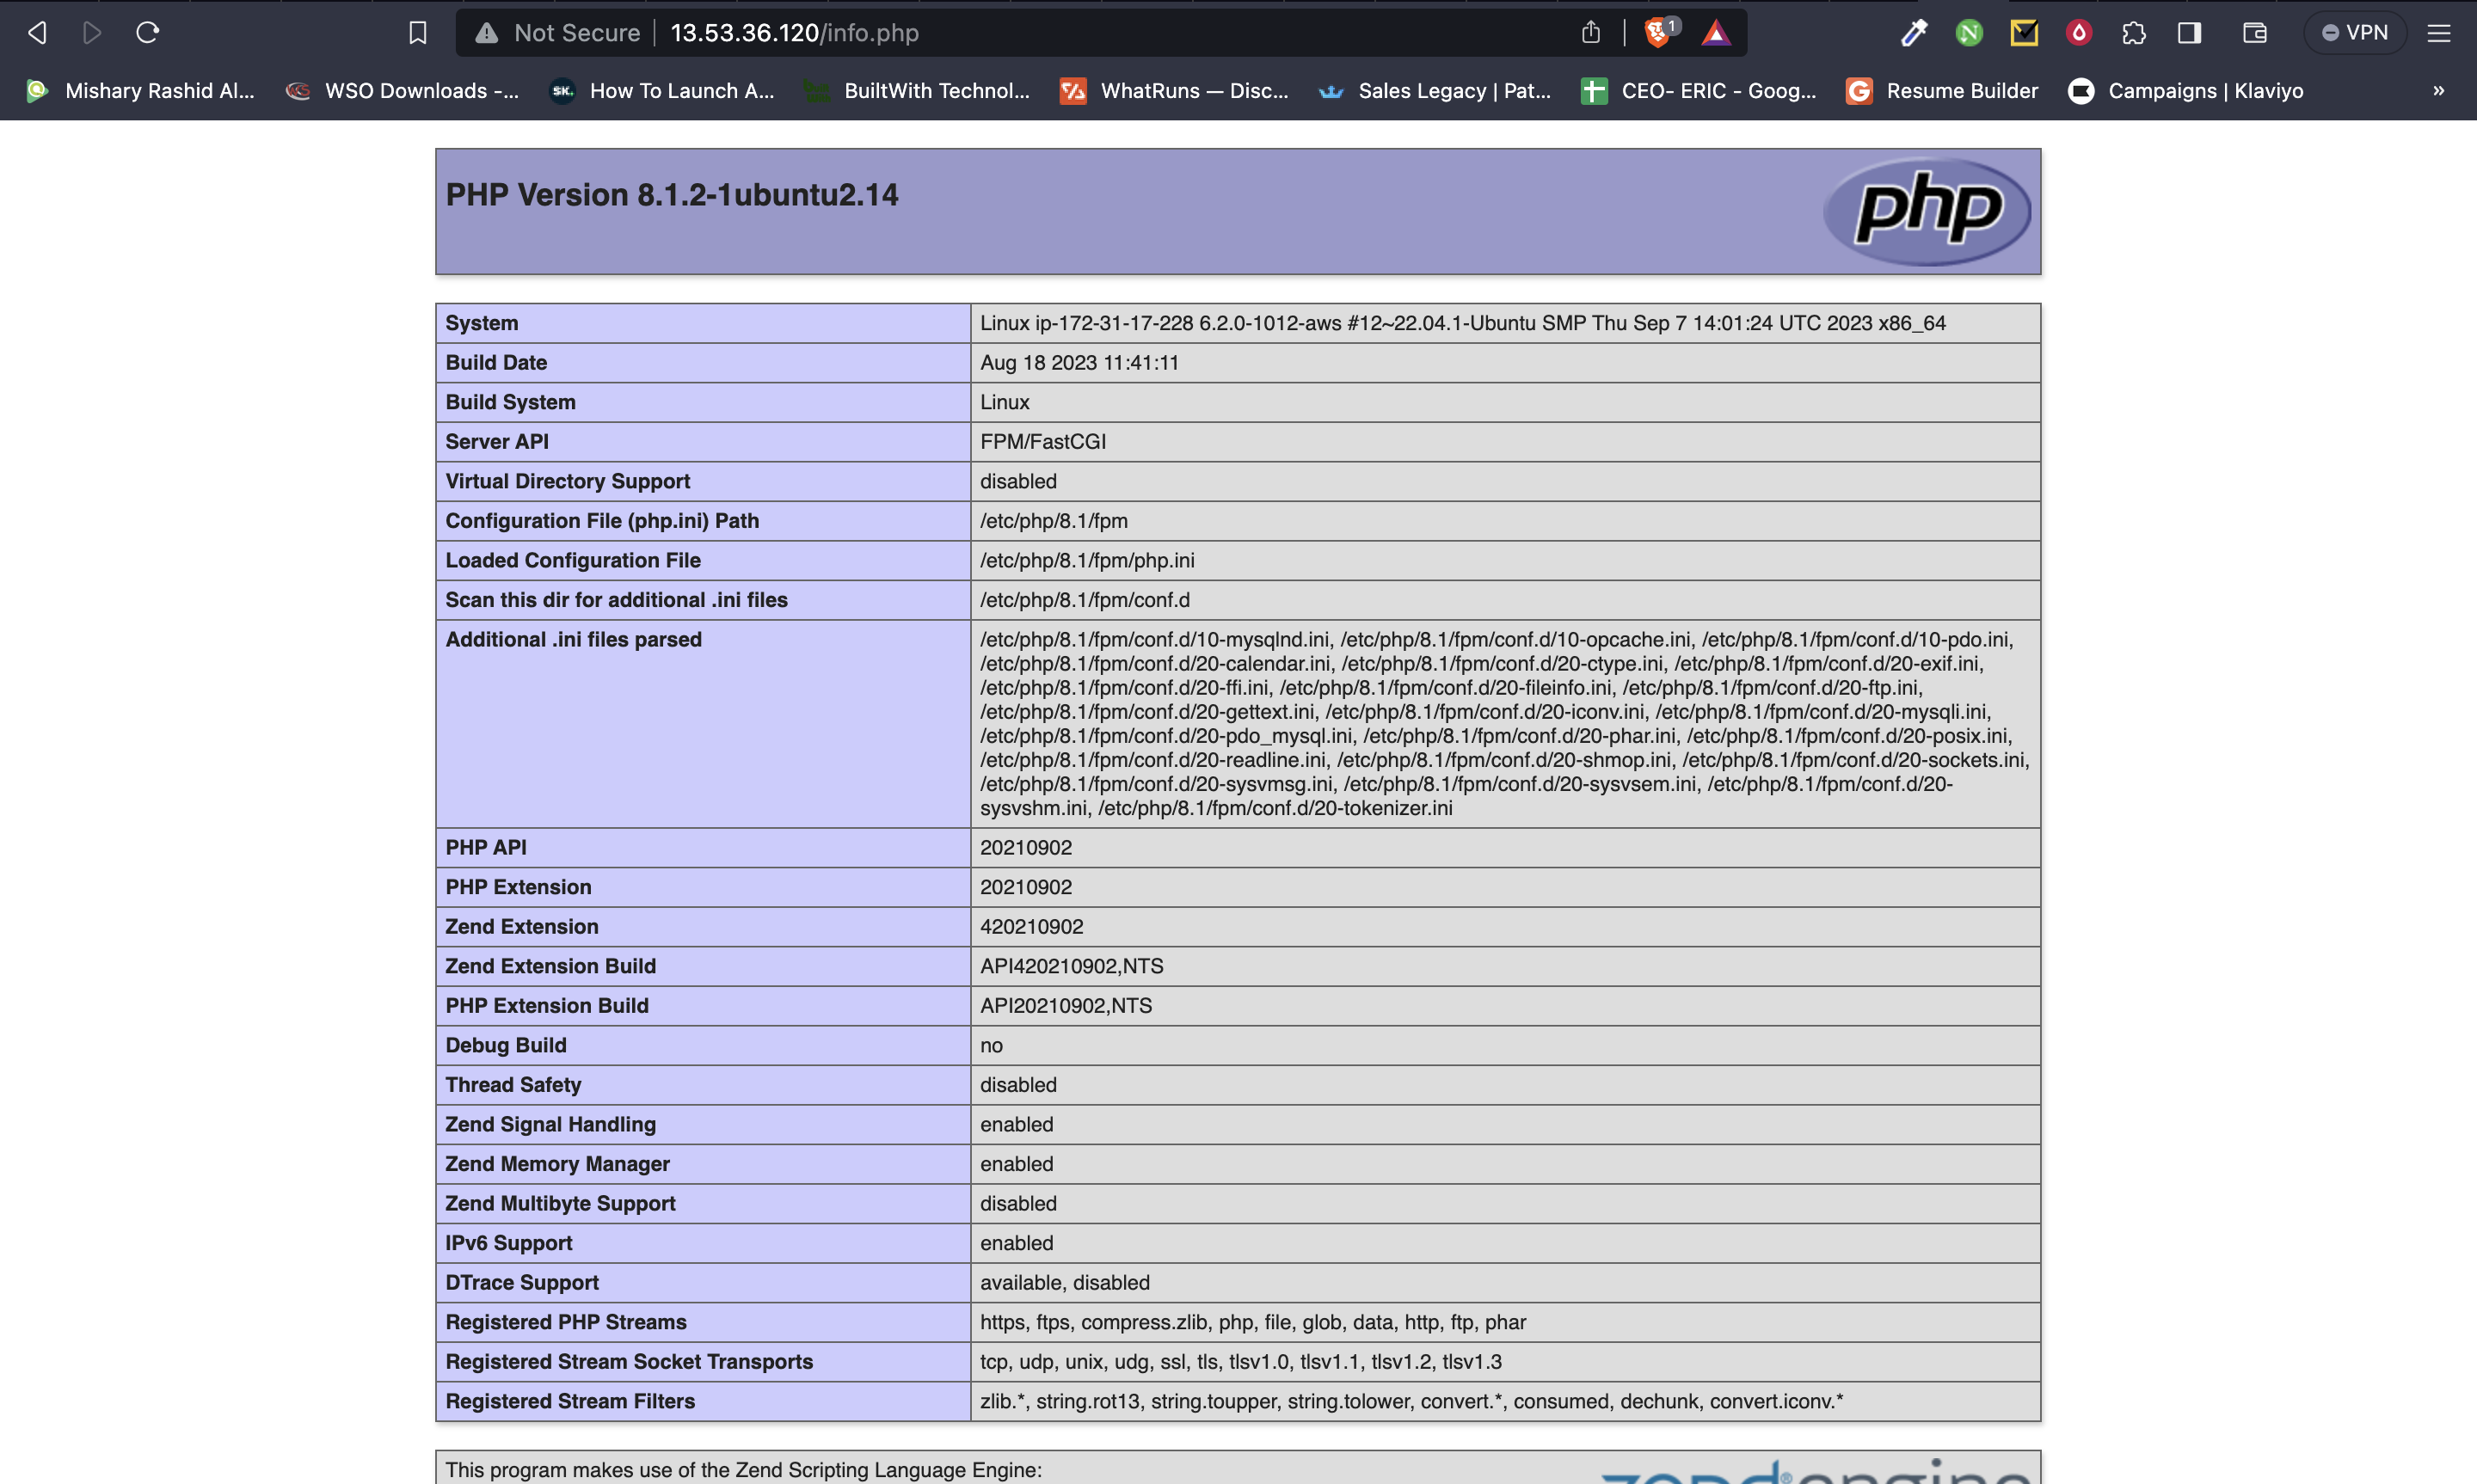 Not Secure 13.53.36.120/info.php 1 VPN
Mishary Rashid Al... WSO Downloads -... SK. How To Launch A... BuiltWith Technol... WhatRuns — Disc... Sales Legacy | Pat... CEO- ERIC - Goog... Resume Builder Campaigns | Klaviyo »
PHP Version 8.1.2-1ubuntu2.14
php
System Linux ip-172-31-17-228 6.2.0-1012-aws #12~22.04.1-Ubuntu SMP Thu Sep 7 14:01:24 UTC 2023 x86_64
Build Date Aug 18 2023 11:41:11
Build System Linux
Server API FPM/FastCGI
Virtual Directory Support disabled
Configuration File (php.ini) Path /etc/php/8.1/fpm
Loaded Configuration File /etc/php/8.1/fpm/php.ini
Scan this dir for additional .ini files /etc/php/8.1/fpm/conf.d
Additional .ini files parsed /etc/php/8.1/fpm/conf.d/10-mysqlnd.ini, /etc/php/8.1/fpm/conf.d/10-opcache.ini, /etc/php/8.1/fpm/conf.d/10-pdo.ini,
/etc/php/8.1/fpm/conf.d/20-calendar.ini, /etc/php/8.1/fpm/conf.d/20-ctype.ini, /etc/php/8.1/fpm/conf.d/20-exif.ini,
/etc/php/8.1/fpm/conf.d/20-ffi.ini, /etc/php/8.1/fpm/conf.d/20-fileinfo.ini, /etc/php/8.1/fpm/conf.d/20-ftp.ini,
/etc/php/8.1/fpm/conf.d/20-gettext.ini, /etc/php/8.1/fpm/conf.d/20-iconv.ini, /etc/php/8.1/fpm/conf.d/20-mysqli.ini,
/etc/php/8.1/fpm/conf.d/20-pdo_mysql.ini, /etc/php/8.1/fpm/conf.d/20-phar.ini, /etc/php/8.1/fpm/conf.d/20-posix.ini,
/etc/php/8.1/fpm/conf.d/20-readline.ini, /etc/php/8.1/fpm/conf.d/20-shmop.ini, /etc/php/8.1/fpm/conf.d/20-sockets.ini,
/etc/php/8.1/fpm/conf.d/20-sysvmsg.ini, /etc/php/8.1/fpm/conf.d/20-sysvsem.ini, /etc/php/8.1/fpm/conf.d/20-
sysvshm.ini, /etc/php/8.1/fpm/conf.d/20-tokenizer.ini
PHP API 20210902
PHP Extension 20210902
Zend Extension 420210902
Zend Extension Build API420210902,NTS
PHP Extension Build API20210902,NTS
Debug Build no
Thread Safety disabled
Zend Signal Handling enabled
Zend Memory Manager enabled
Zend Multibyte Support disabled
IPv6 Support enabled
DTrace Support available, disabled
Registered PHP Streams https, ftps, compress.zlib, php, file, glob, data, http, ftp, phar
Registered Stream Socket Transports tcp, udp, unix, udg, ssl, tls, tlsv1.0, tlsv1.1, tlsv1.2, tlsv1.3
Registered Stream Filters zlib.*, string.rot13, string.toupper, string.tolower, convert.*, consumed, dechunk, convert.iconv.*
This program makes use of the Zend Scripting Language Engine:
zend engine